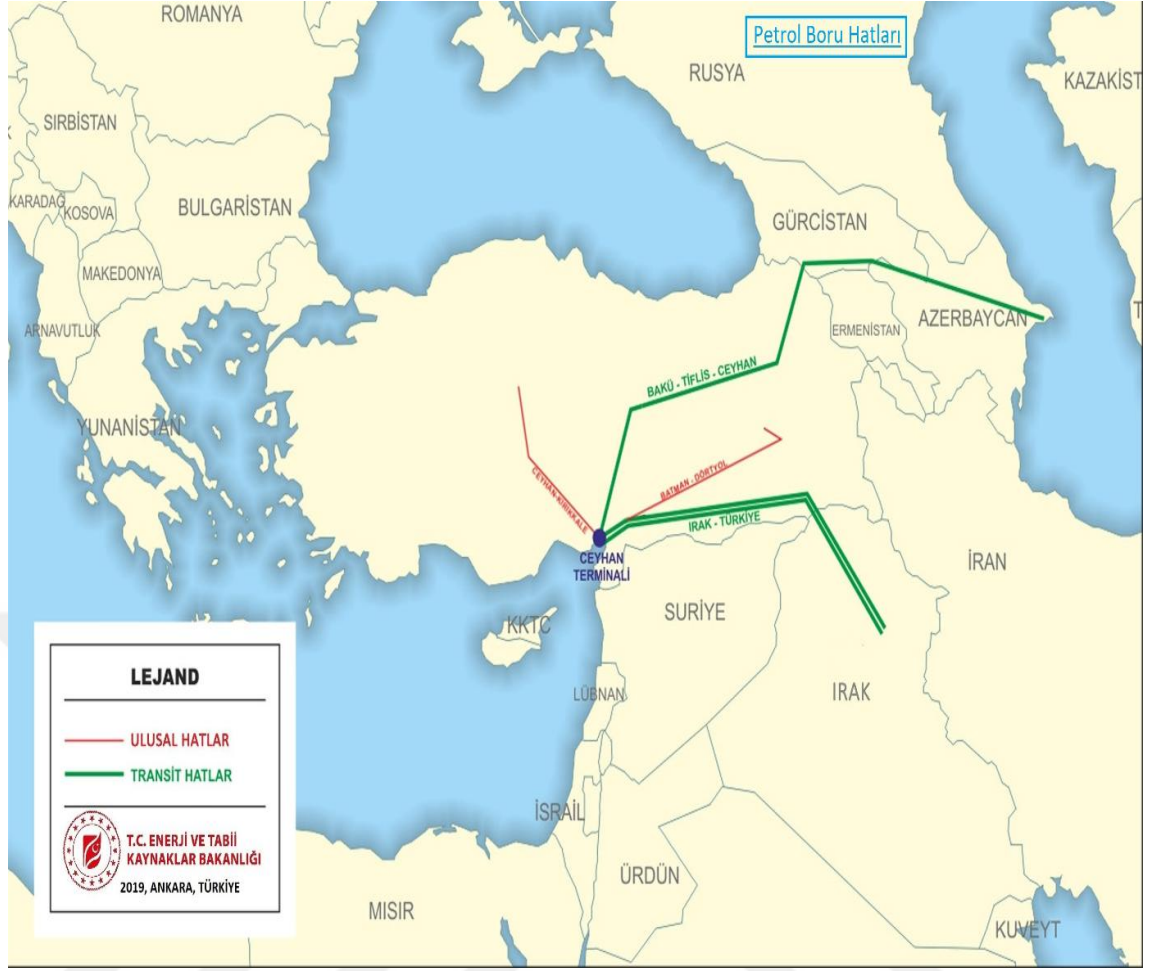 ROMANYA
Petrol Boru Hatları
RUSYA
KAZAKİST
SIRBİSTAN
KARADAĞ
KOSOVA
BULGARİSTAN
GÜRCİSTAN
MAKEDONYA
ARNAVUTLUK
ERMENİSTAN
AZERBAYCAN
T
BAKÜ - TİFLİS - CEYHAN
YUNANİSTAN
CEYHAN-KIRIKKALE
BATMAN - DÖRTYOL
IRAK - TÜRKİYE
CEYHAN
TERMİNALİ
İRAN
SURİYE
KKTC
LÜBNAN
IRAK
LEJAND
ULUSAL HATLAR
TRANSİT HATLAR
T.C. ENERJİ VE TABİİ
KAYNAKLAR BAKANLIĞI
2019, ANKARA, TÜRKİYE
İSRAİL
ÜRDÜN
MISIR
KUVEYT